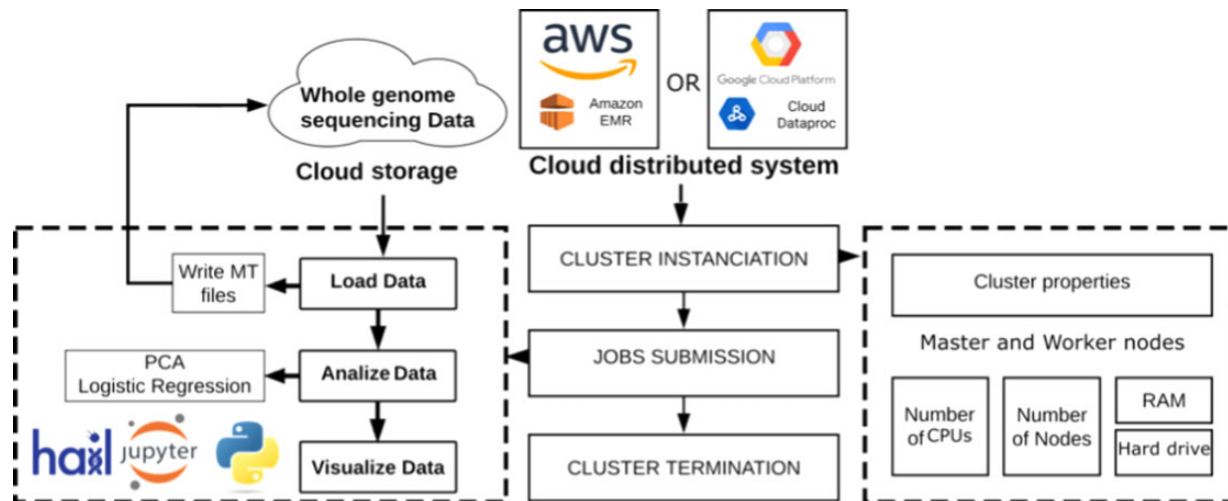 Whole genome
sequencing Data
Cloud storage
aws
Amazon
EMR
OR
Google Cloud Platform
Cloud
Dataproc
Cloud distributed system
Write MT
files
Load Data
PCA
Logistic Regression
Analize Data
hail
jupyter
Visualize Data
CLUSTER INSTANCIATION
JOBS SUBMISSION
CLUSTER TERMINATION
Cluster properties
Master and Worker nodes
Number
of CPUs
Number
of Nodes
RAM
Hard drive